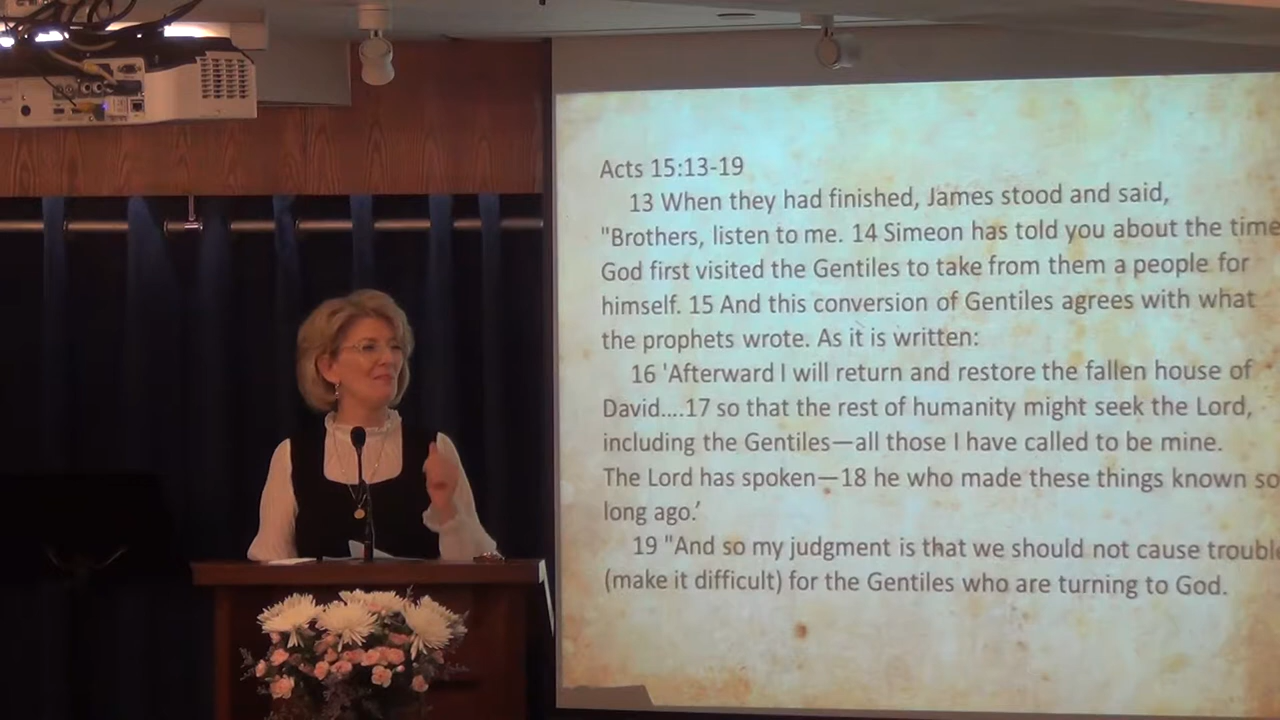 Acts 15:13-19
13 When they had finished, James stood and said,
"Brothers, listen to me. 14 Simeon has told you about the time
God first visited the Gentiles to take from them a people for
himself. 15 And this conversion of Gentiles agrees with what
the prophets wrote. As it is written:
16 'Afterward I will return and restore the fallen house of
David....17 so that the rest of humanity might seek the Lord,
including the Gentiles—all those I have called to be mine.
The Lord has spoken—18 he who made these things known so
long ago.’
19 "And so my judgment is that we should not cause troubl
(make it difficult) for the Gentiles who are turning to God.